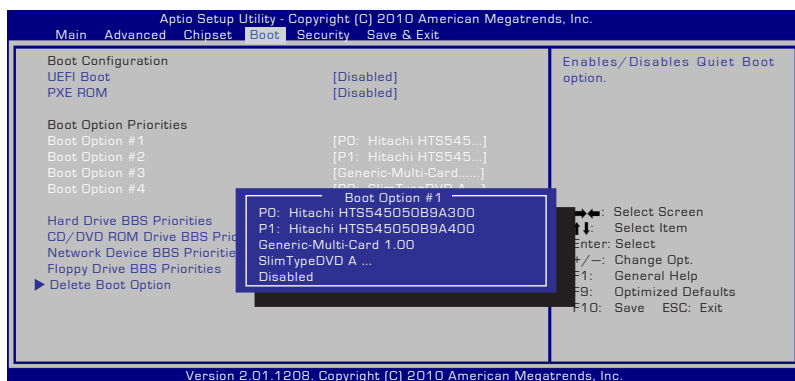 Aptio Setup Utility - Copyright (C) 2010 American Megatrends, Inc.
Main Advanced Chipset Boot Security Save & Exit
Boot Configuration
UEFI Boot [Disabled]
PXE ROM [Disabled]
Boot Option Priorities
Boot Option #1 [P0: Hitachi HTS545...]
Boot Option #2 [P1: Hitachi HTS545...]
Boot Option #3 [Generic-Multi-Card......]
Boot Option #4
Hard Drive BBS Priorities
CD/DVD ROM Drive BBS
Network Device BBS
Floppy Drive BBS Priorities
Delete Boot Option
Boot Option #1
P0: Hitachi HTS545050B9A300
P1: Hitachi HTS545050B9A400
Generic-Multi-Card 1.00
SlimTypeDVD A ...
Disabled
Enables/Disables Quiet Boot
option.
→←: Select Screen
↑↓: Select Item
Enter: Select
+/—: Change Opt.
F1: General Help
F9: Optimized Defaults
F10: Save ESC: Exit
Version 2.01.1208. Copyright (C) 2010 American Megatrends, Inc.